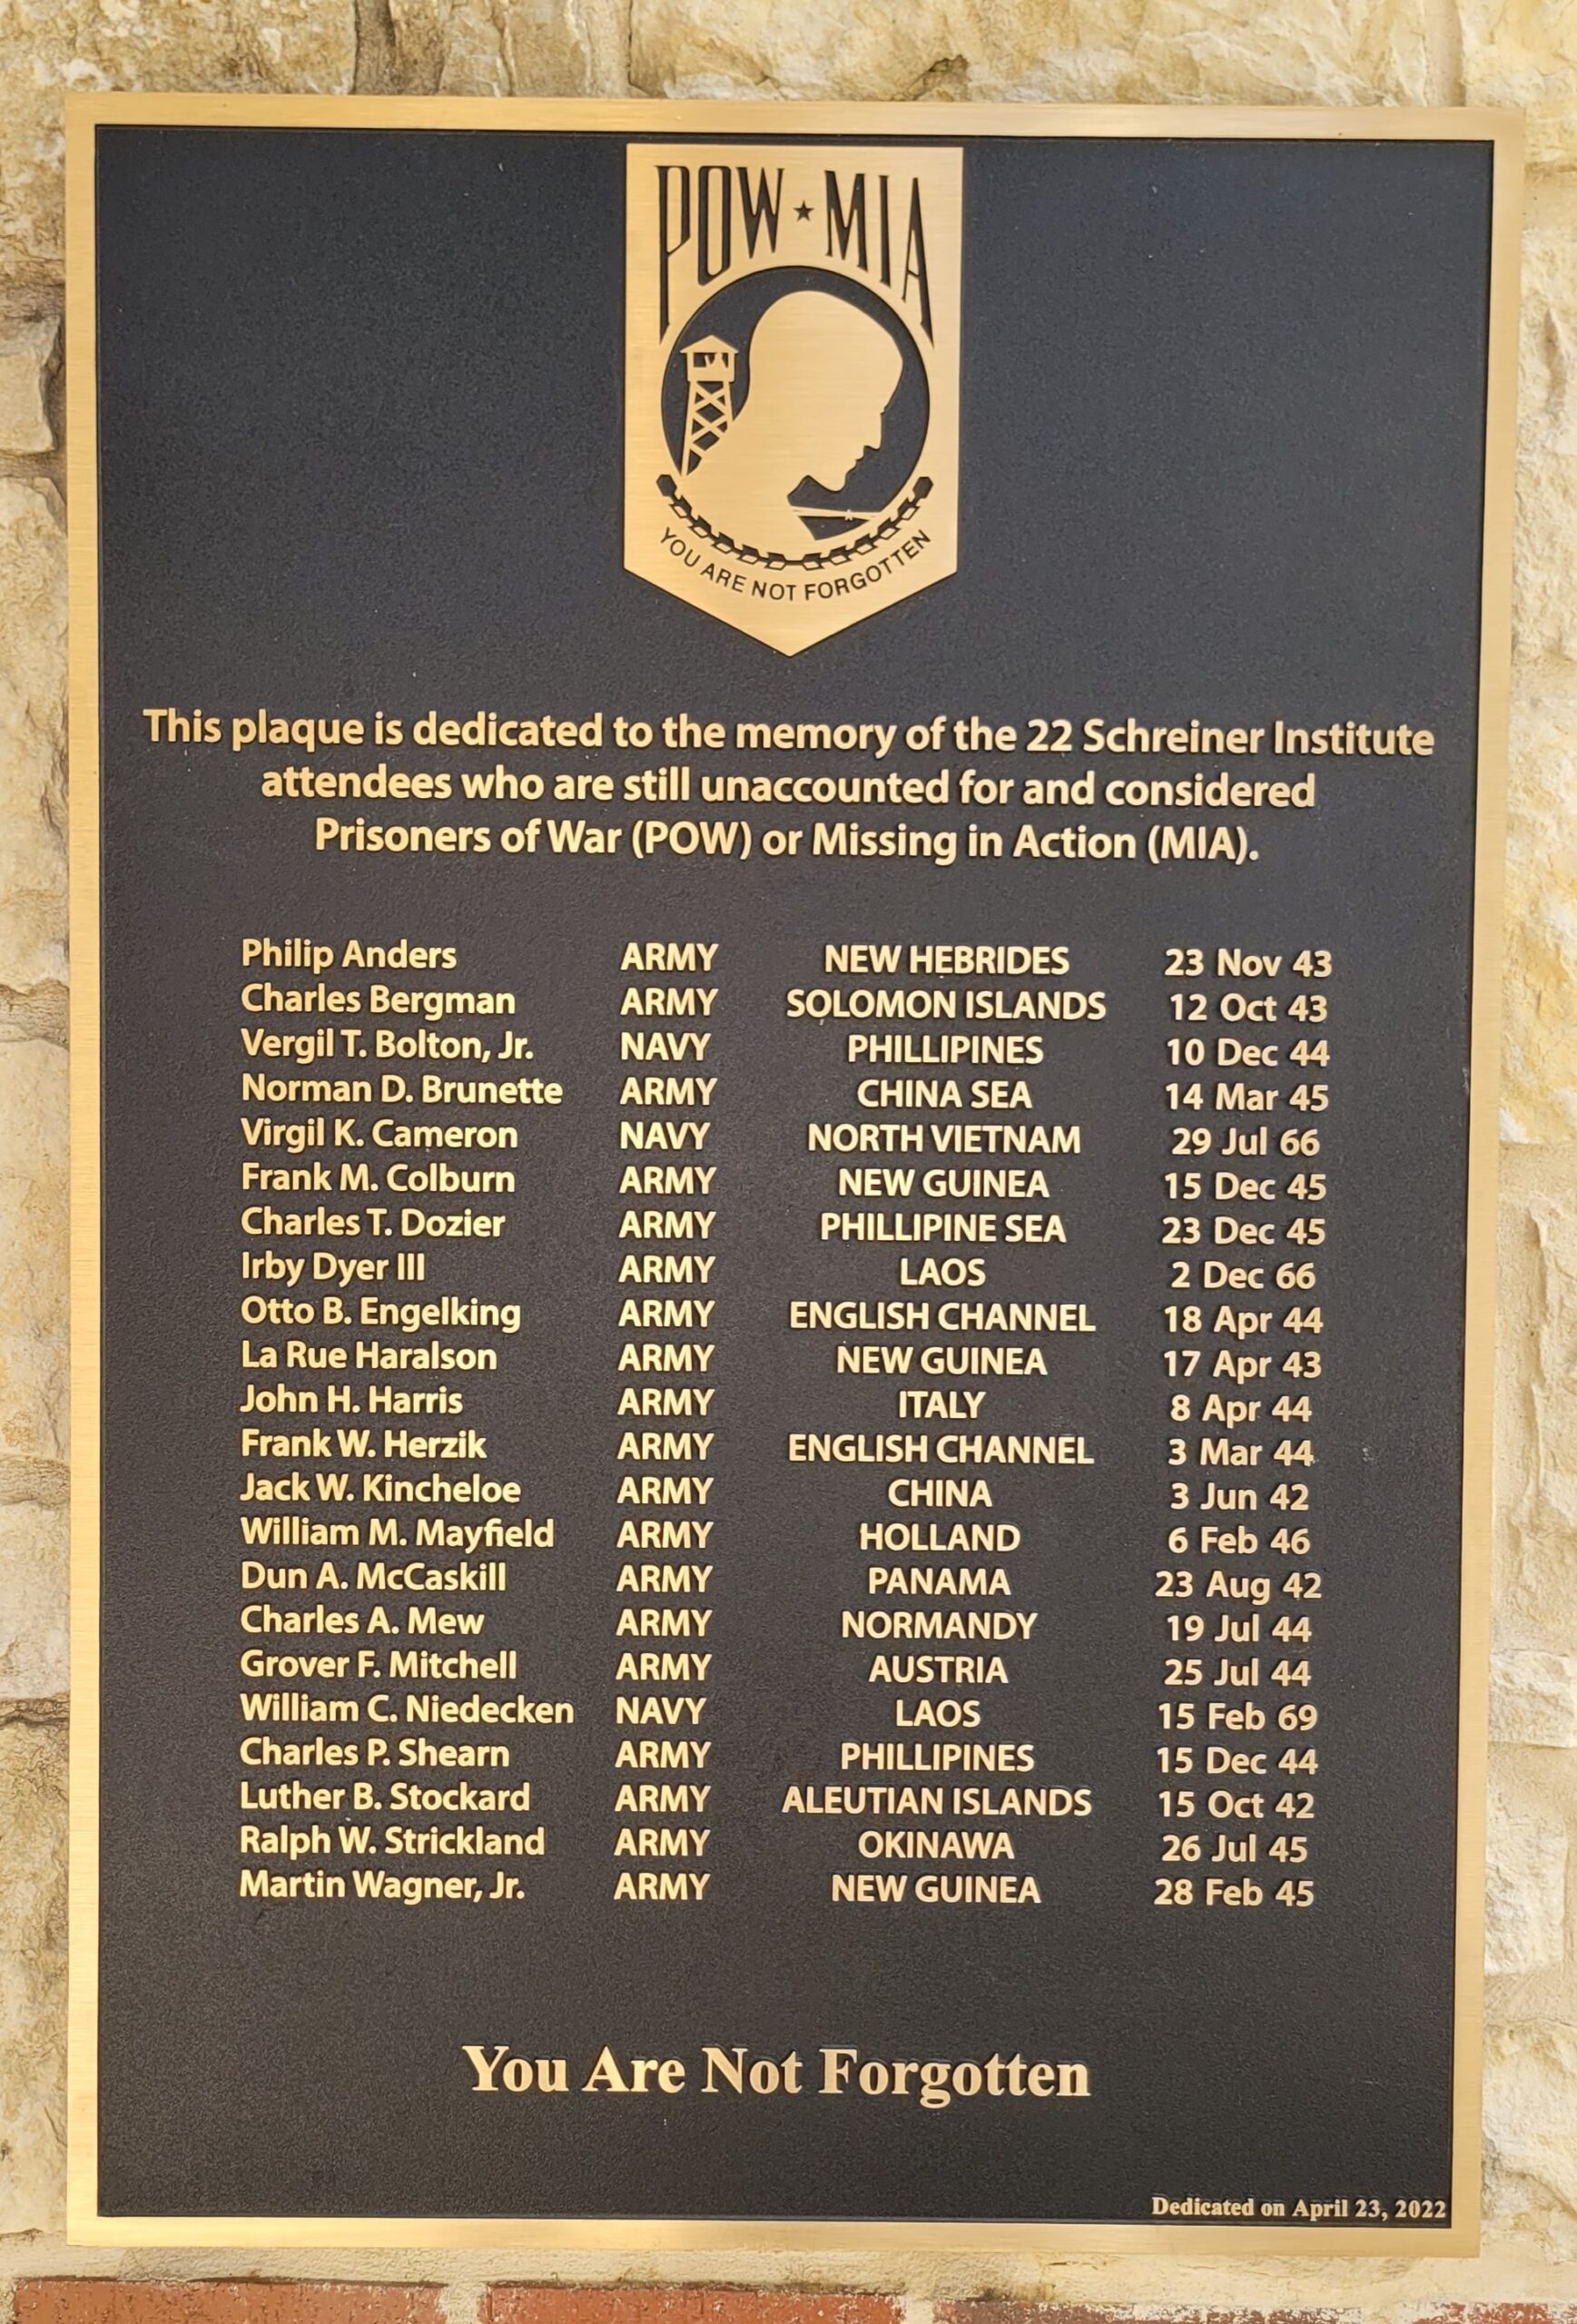 POW ★ MIA
YOU ARE NOT FORGOTTEN
This plaque is dedicated to the memory of the 22 Schreiner Institute
attendees who are still unaccounted for and considered
Prisoners of War (POW) or Missing in Action (MIA).
Philip Anders ARMY NEW HEBRIDES 23 Nov 43
Charles Bergman ARMY SOLOMON ISLANDS 12 Oct 43
Vergil T. Bolton, Jr. NAVY PHILLIPINES 10 Dec 44
Norman D. Brunette ARMY CHINA SEA 14 Mar 45
Virgil K. Cameron NAVY NORTH VIETNAM 29 Jul 66
Frank M. Colburn ARMY NEW GUINEA 15 Dec 45
Charles T. Dozier ARMY PHILLIPINE SEA 23 Dec 45
Irby Dyer III ARMY LAOS 2 Dec 66
Otto B. Engelking ARMY ENGLISH CHANNEL 18 Apr 44
La Rue Haralson ARMY NEW GUINEA 17 Apr 43
John H. Harris ARMY ITALY 8 Apr 44
Frank W. Herzik ARMY ENGLISH CHANNEL 3 Mar 44
Jack W. Kincheloe ARMY CHINA 3 Jun 42
William M. Mayfield ARMY HOLLAND 6 Feb 46
Dun A. McCaskill ARMY PANAMA 23 Aug 42
Charles A. Mew ARMY NORMANDY 19 Jul 44
Grover F. Mitchell ARMY AUSTRIA 25 Jul 44
William C. Niedecken NAVY LAOS 15 Feb 69
Charles P. Shearn ARMY PHILLIPINES 15 Dec 44
Luther B. Stockard ARMY ALEUTIAN ISLANDS 15 Oct 42
Ralph W. Strickland ARMY OKINAWA 26 Jul 45
Martin Wagner, Jr. ARMY NEW GUINEA 28 Feb 45
You Are Not Forgotten
Dedicated on April 23, 2022